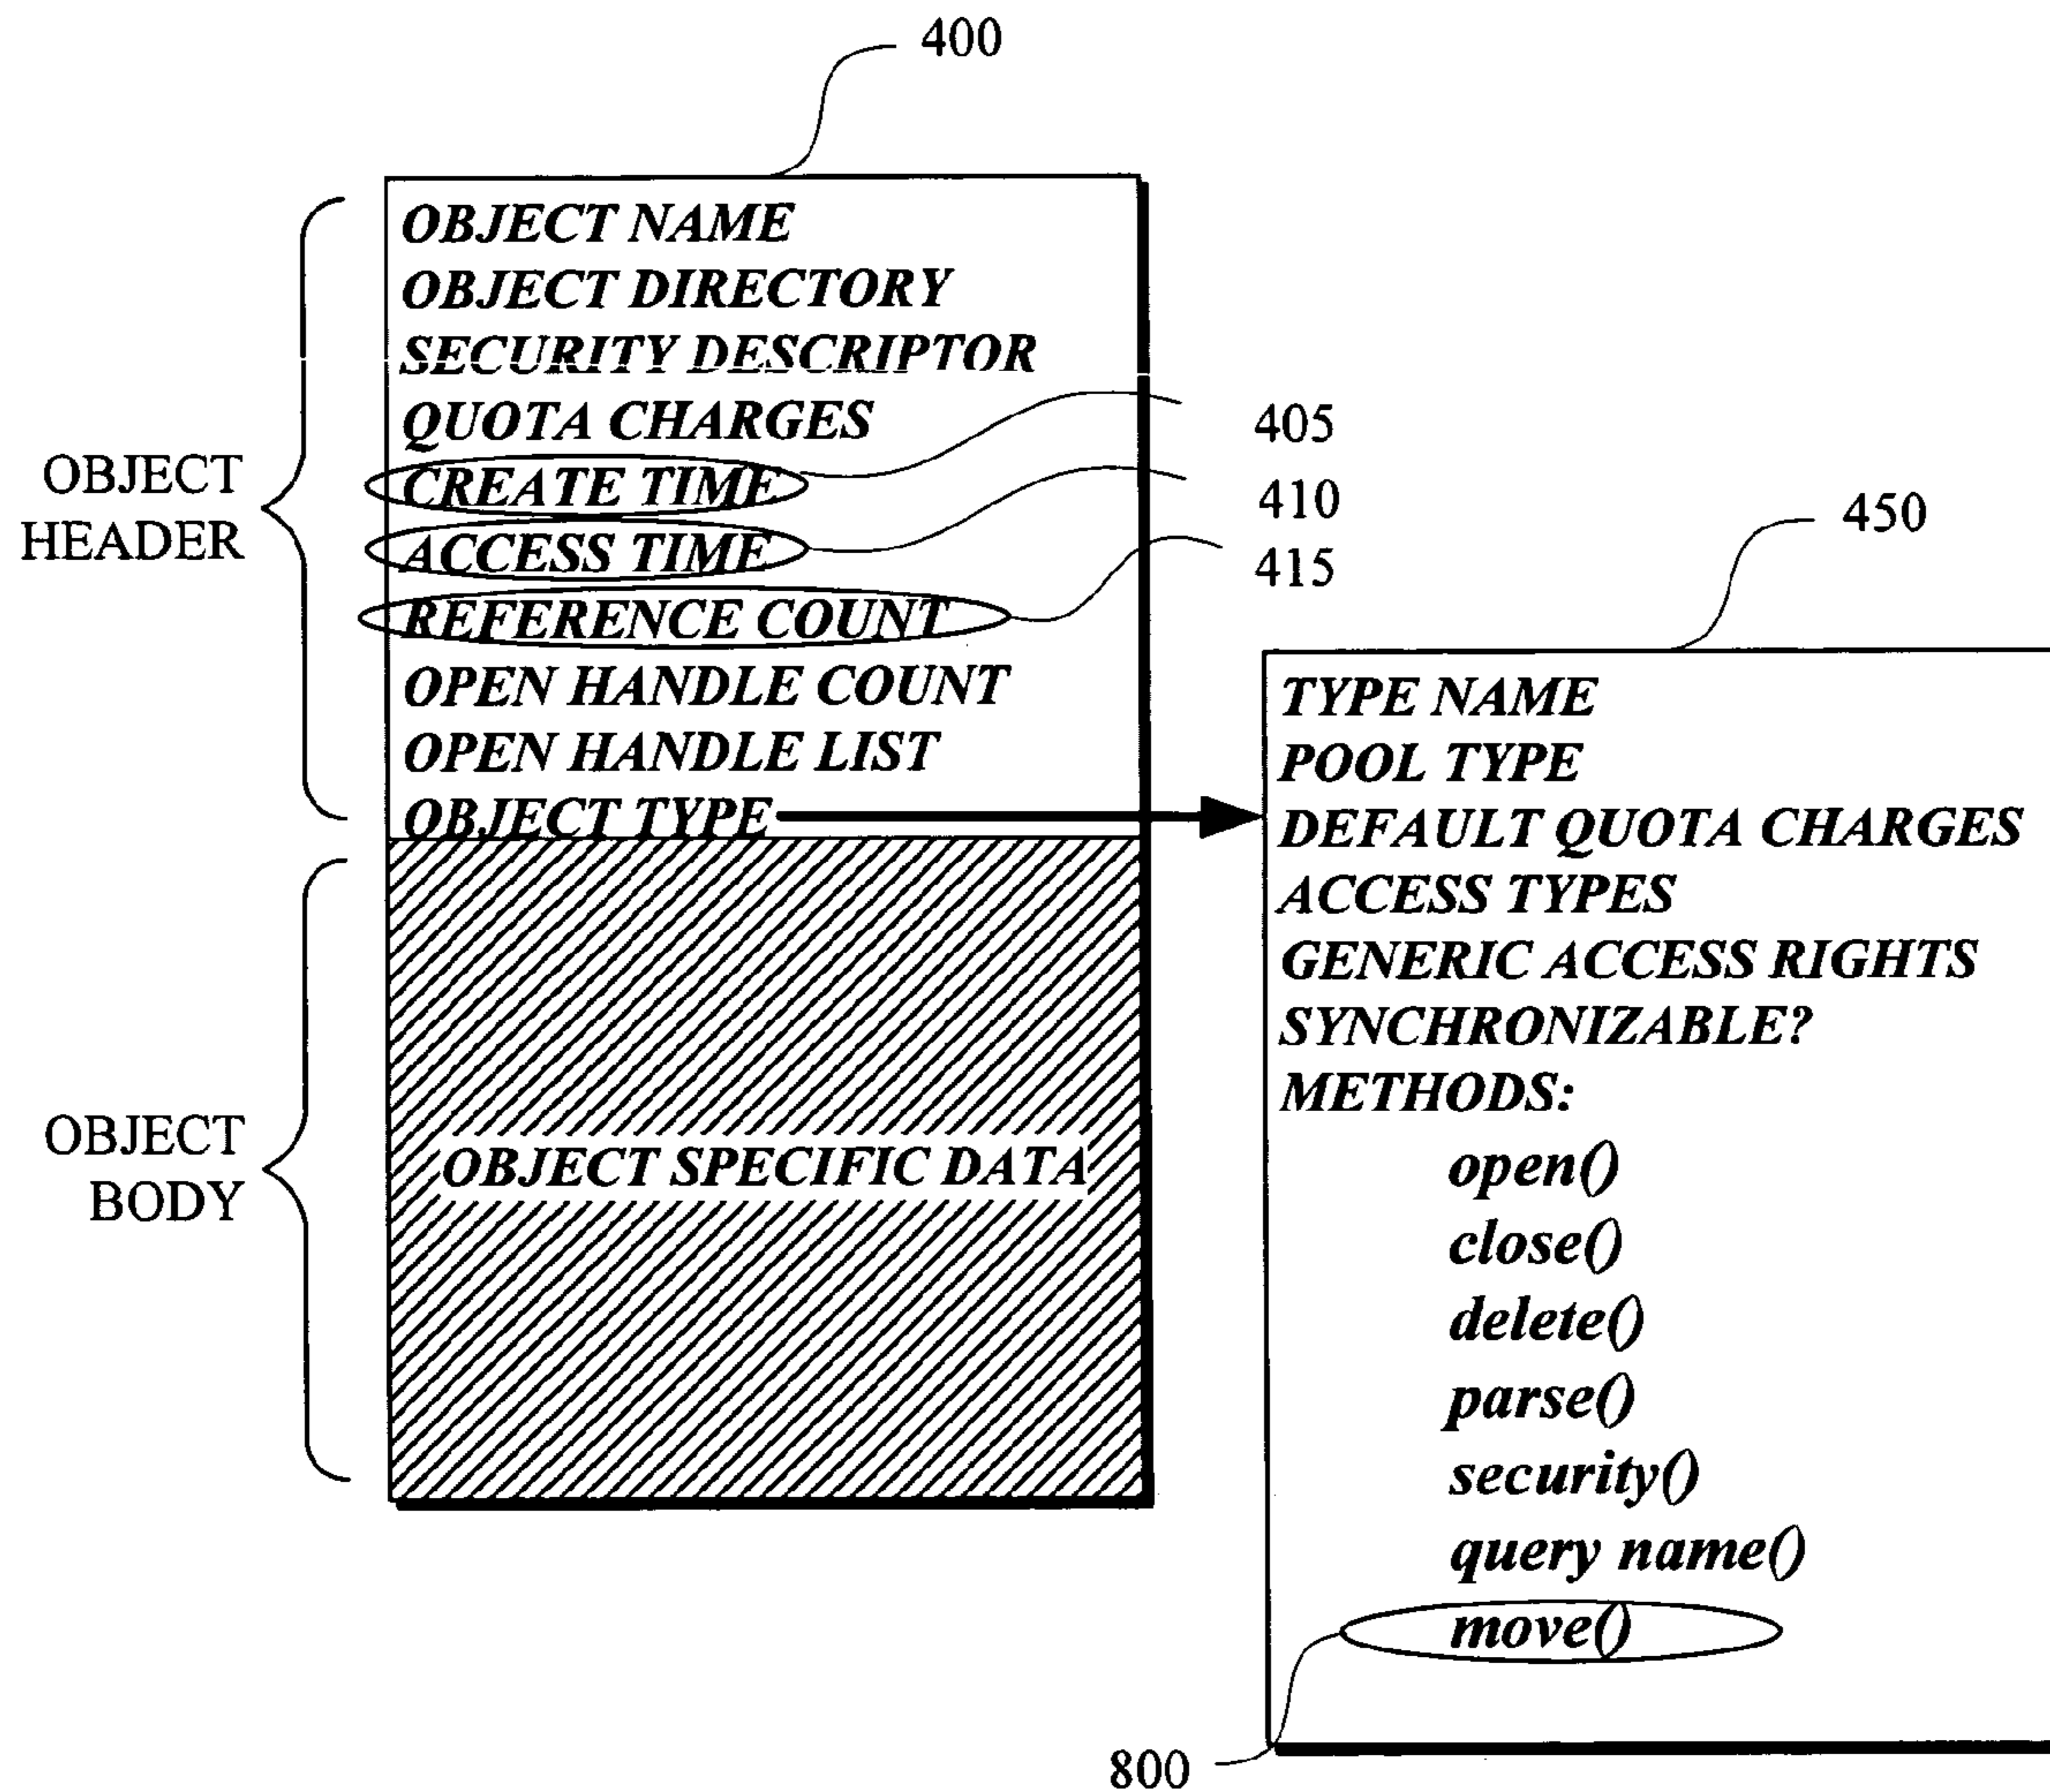 400
OBJECT NAME
OBJECT DIRECTORY
SECURITY DESCRIPTOR
QUOTA CHARGES
CREATE TIME
ACCESS TIME
REFERENCE COUNT
OPEN HANDLE COUNT
OPEN HANDLE LIST
OBJECT TYPE
OBJECT
HEADER
405
410
415
OBJECT SPECIFIC DATA
OBJECT
BODY
450
TYPE NAME
POOL TYPE
DEFAULT QUOTA CHARGES
ACCESS TYPES
GENERIC ACCESS RIGHTS
SYNCHRONIZABLE?
METHODS:
open()
close()
delete()
parse()
security()
query name()
move()
800